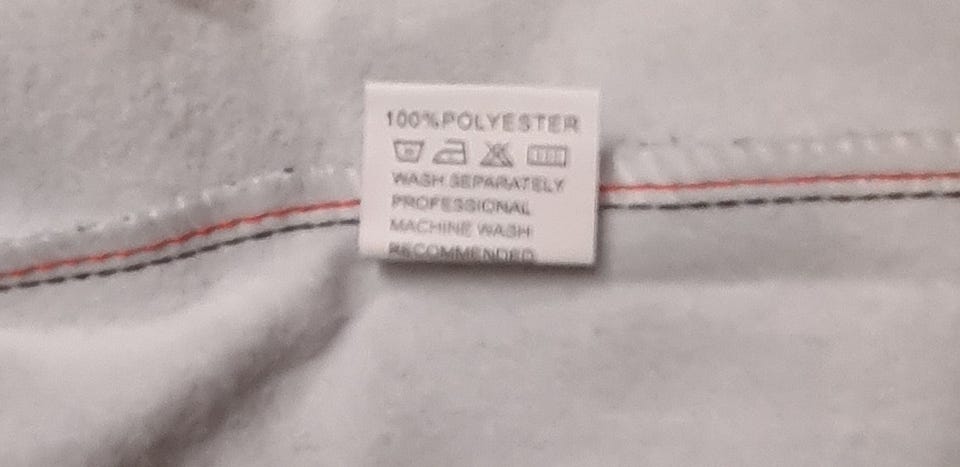 100%POLYESTER
WASH SEPARATELY
PROFESSIONAL
MACHINE WASH
RECOMMENDED